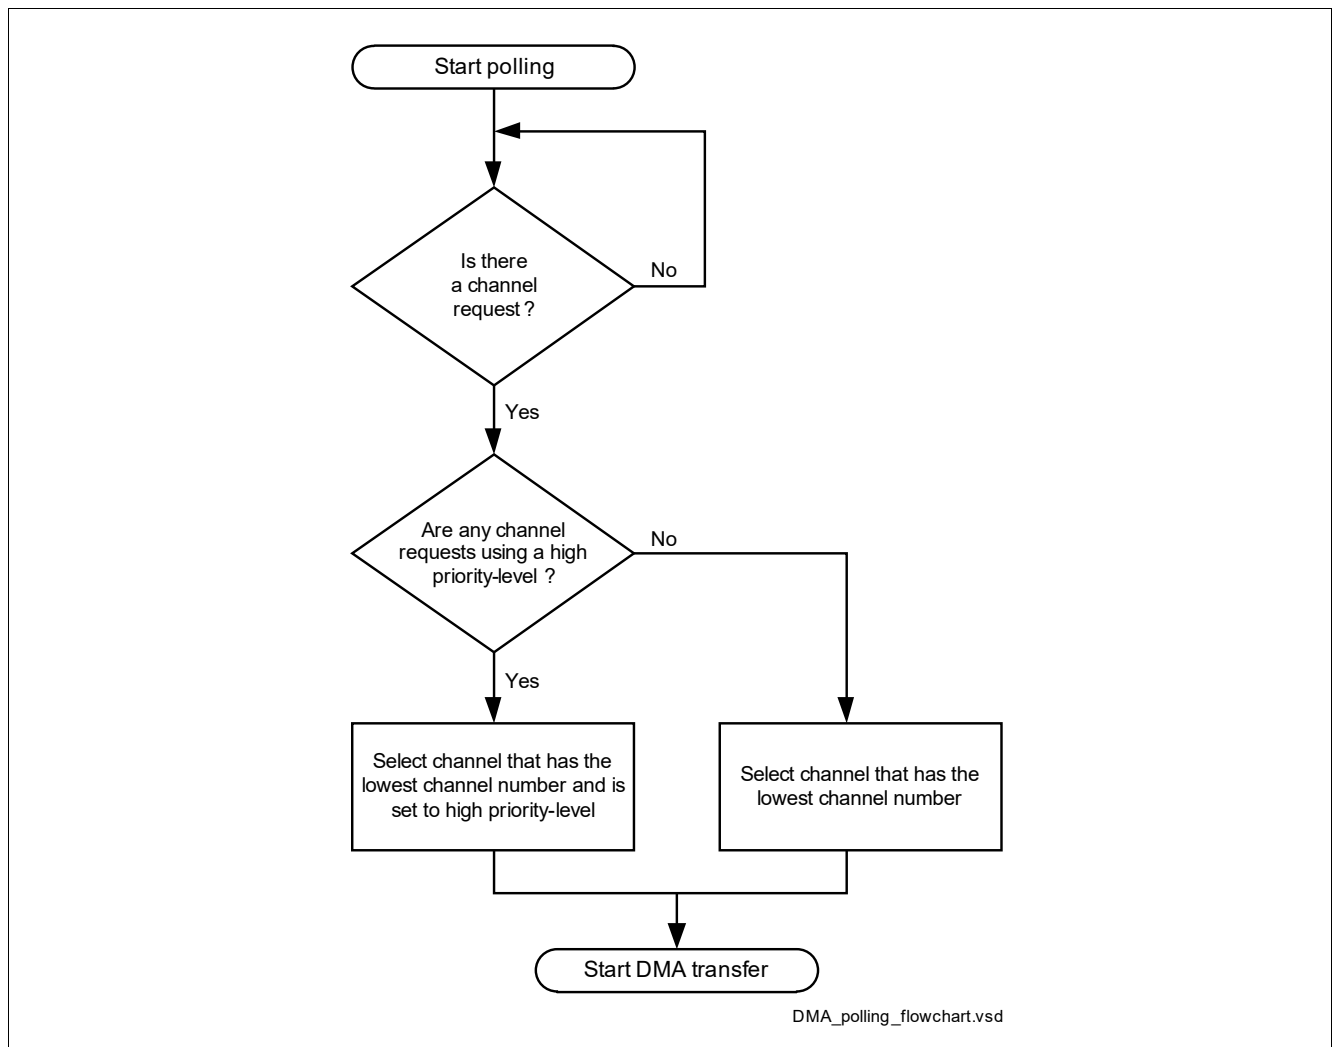 Start polling
Is there
a channel
request ?
No
Yes
Are any channel
requests using a high
priority-level ?
No
Yes
Select channel that has the
lowest channel number and is
set to high priority-level
Select channel that has the
lowest channel number
Start DMA transfer
DMA_polling_flowchart.vsd